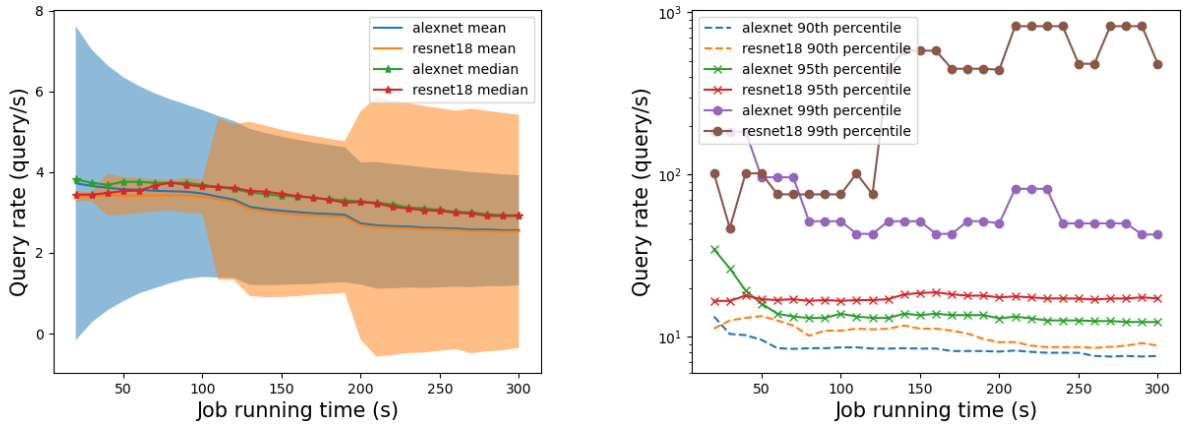 8
6
4
2
0
Query rate (query/s)
alexnet mean
resnet18 mean
alexnet median
resnet18 median
50 100 150 200 250 300
Job running time (s)
10³
10²
10¹
Query rate (query/s)
alexnet 90th percentile
resnet18 90th percentile
alexnet 95th percentile
resnet18 95th percentile
alexnet 99th percentile
resnet18 99th percentile
50 100 150 200 250 300
Job running time (s)